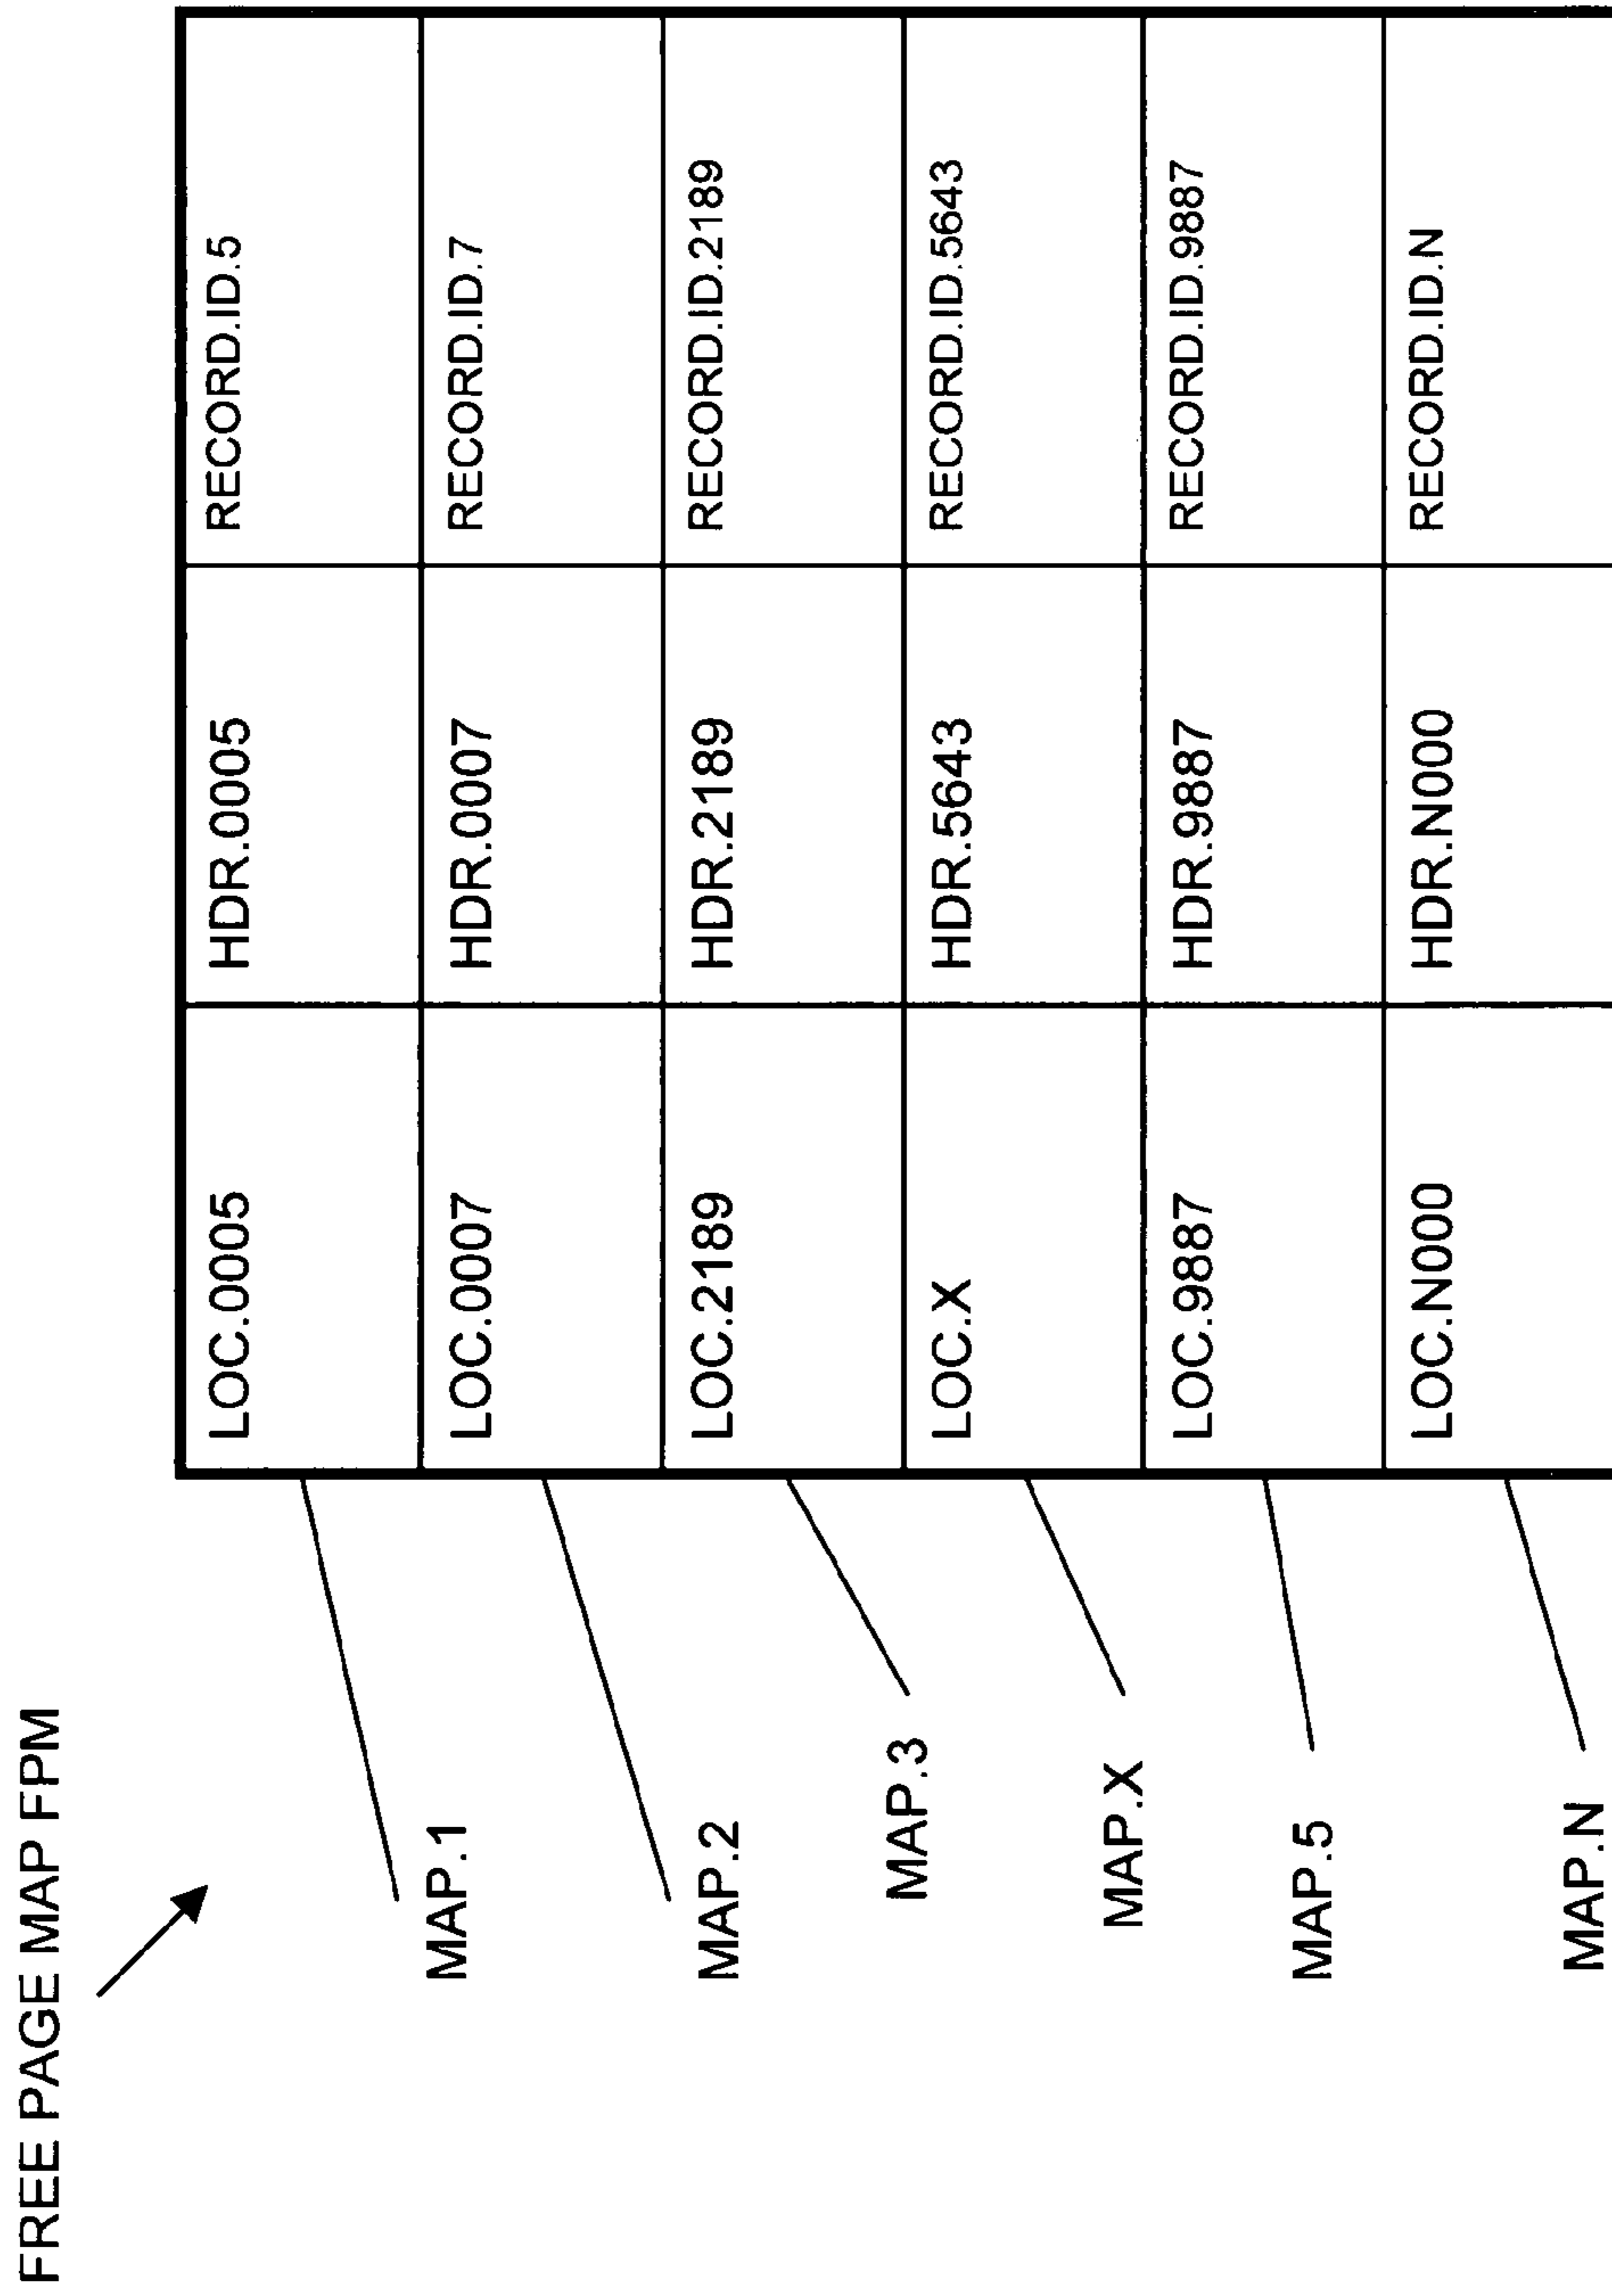 FREE PAGE MAP FPM
MAP.1 LOC.0005 HDR.0005 RECORD.ID.5
MAP.2 LOC.0007 HDR.0007 RECORD.ID.7
MAP.3 LOC.2189 HDR.2189 RECORD.ID.2189
MAP.X LOC.X HDR.5643 RECORD.ID.5643
MAP.5 LOC.9887 HDR.9887 RECORD.ID.9887
MAP.N LOC.N000 HDR.N000 RECORD.ID.N